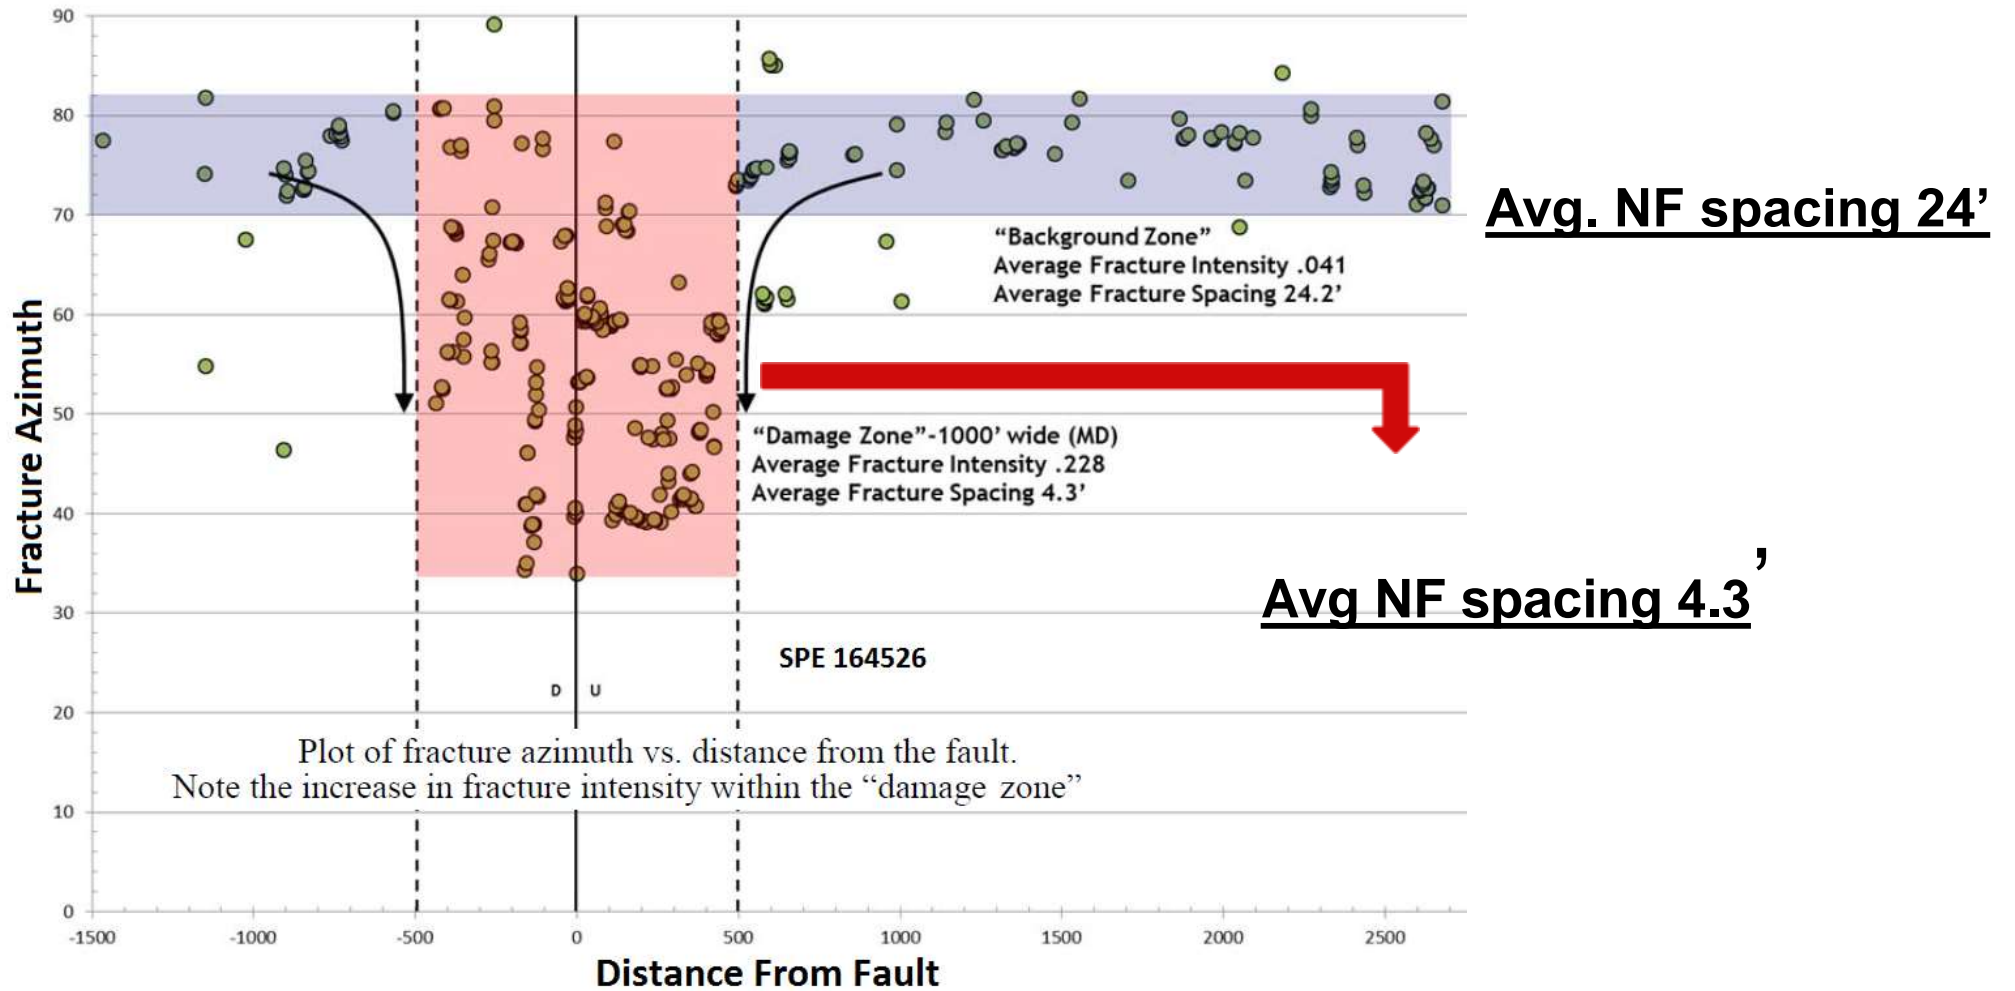 90
80
70
60
50
40
30
20
10
0
Fracture Azimuth
-1500
-1000
-500
0
500
1000
1500
2000
2500
Distance From Fault
“Background Zone”
Average Fracture Intensity .041
Average Fracture Spacing 24.2’
“Damage Zone”-1000’ wide (MD)
Average Fracture Intensity .228
Average Fracture Spacing 4.3’
SPE 164526
D
U
Plot of fracture azimuth vs. distance from the fault.
Note the increase in fracture intensity within the “damage zone”
Avg. NF spacing 24’
Avg NF spacing 4.3’